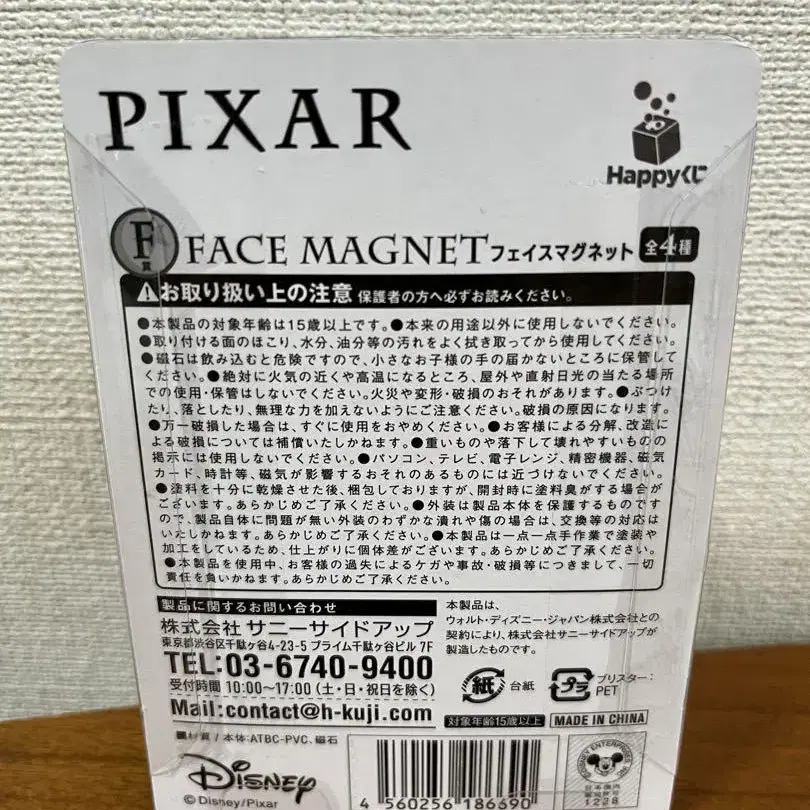 PIXAR
Happyくじ
F賞
FACE MAGNET フェイスマグネット 全4種
お取り扱い上の注意 保護者の方へ必ずお読みください。
●本製品の対象年齢は15歳以上です。●本来の用途以外に使用しないでください。
●取り付ける面のほこり、水分、油分等の汚れをよく拭き取ってから使用してください。
●磁石は飲み込むと危険ですので、小さなお子様の手の届かないところに保管して
ください。●絶対に火気の近くや高温になるところ、屋外や直射日光の当たる場所
での使用・保管はしないでください。火災や変形・破損のおそれがあります。●ぶつけ
たり、落としたり、無理な力を加えないようにご注意ください。破損の原因になります。
●万一破損した場合は、すぐに使用をおやめください。●お客様による分解、改造に
よる破損については補償いたしかねます。●重いものや落下して壊れやすいものの
掲示には使用しないでください。●パソコン、テレビ、電子レンジ、精密機器、磁気
カード、時計等、磁気が影響するおそれのあるものには近づけないでください。
●塗料を十分に乾燥させた後、梱包しておりますが、開封時に塗料臭がする場合が
ございます。あらかじめご了承ください。●外装は製品本体を保護するものです
ので、製品自体に問題が無い外装のわずかな潰れや傷の場合は、交換等の対応は
いたしかねます。あらかじめご了承ください。●本製品は一点一点手作業で塗装や
加工をしているため、仕上がりに個体差がございます。あらかじめご了承ください。
●本製品を使用中、お客様の過失によるケガや事故・破損等につきまして、一切
責任を負いかねます。あらかじめご了承ください。
製品に関するお問い合わせ
株式会社 サニーサイドアップ
東京都渋谷区千駄ヶ谷4-23-5 プライム千駄ヶ谷ビル 7F
TEL:03-6740-9400
受付時間 10:00~17:00 (土・日・祝日を除く)
Mail:contact@h-kuji.com
本製品は、
ウォルト・ディズニー・ジャパン株式会社との
契約により、株式会社サニーサイドアップが
製造したものです。
紙 台紙
プラ ブリスター:
PET
対象年齢15歳以上
MADE IN CHINA
■材質/本体:ATBC-PVC、磁石
Disney
© Disney/Pixar
4 560256 186690
DISNEY ENTERPRISES, INC.
日本国内
1228